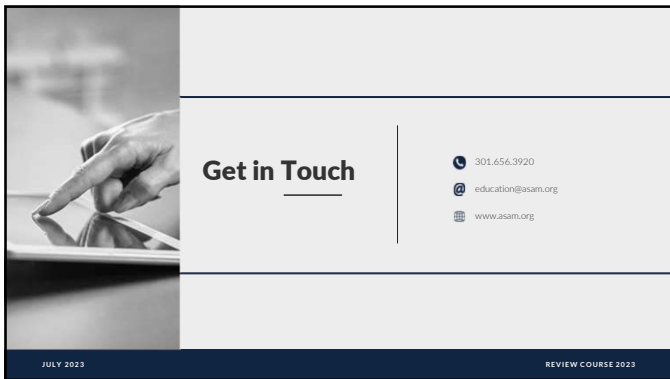 Get in Touch
301.656.3920
education@asam.org
www.asam.org
JULY 2023
REVIEW COURSE 2023